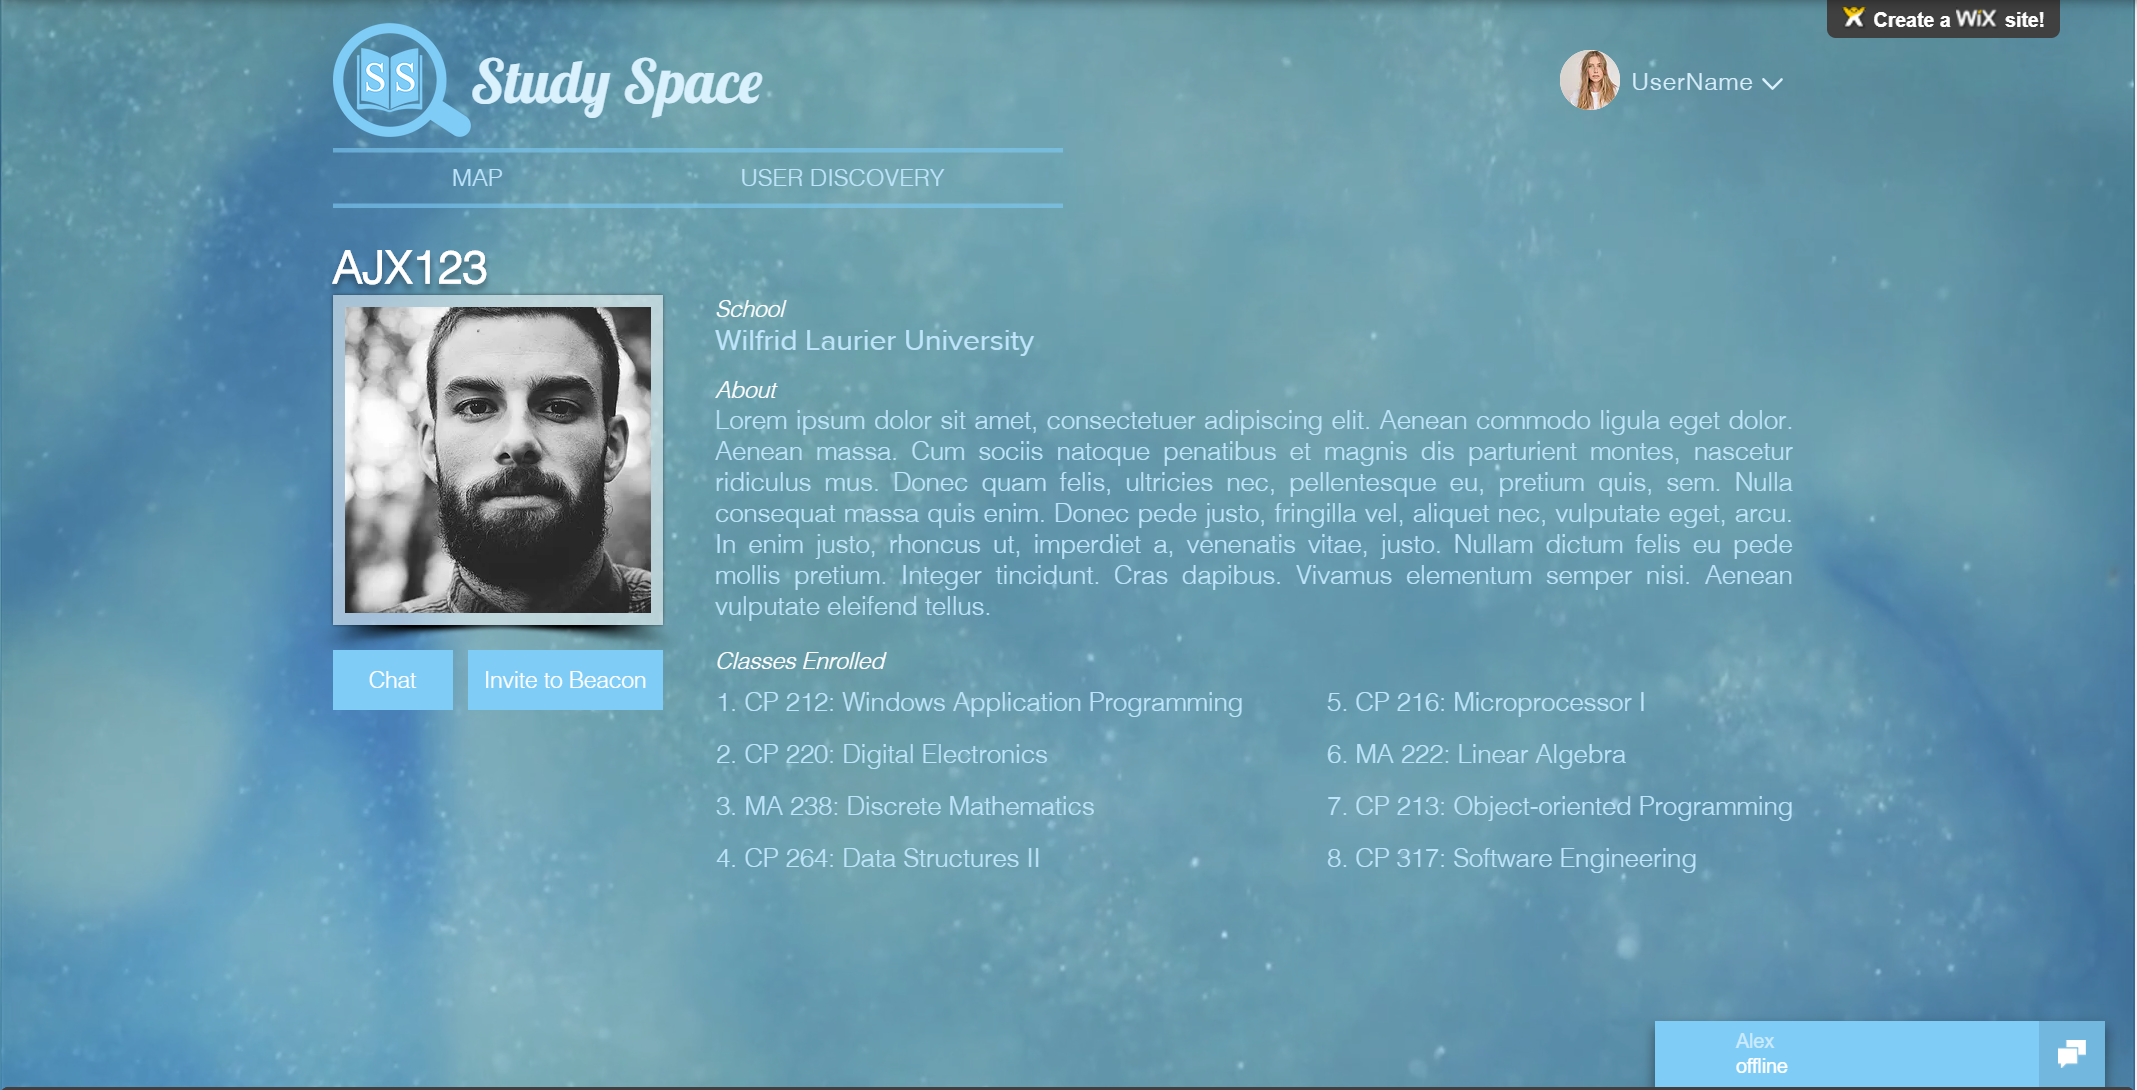 Create a WiX site!
SS Study Space
UserName
MAP USER DISCOVERY
AJX123
School
Wilfrid Laurier University
About
Lorem ipsum dolor sit amet, consectetuer adipiscing elit. Aenean commodo ligula eget dolor.
Aenean massa. Cum sociis natoque penatibus et magnis dis parturient montes, nascetur
ridiculus mus. Donec quam felis, ultricies nec, pellentesque eu, pretium quis, sem. Nulla
consequat massa quis enim. Donec pede justo, fringilla vel, aliquet nec, vulputate eget, arcu.
In enim justo, rhoncus ut, imperdiet a, venenatis vitae, justo. Nullam dictum felis eu pede
mollis pretium. Integer tincidunt. Cras dapibus. Vivamus elementum semper nisi. Aenean
vulputate eleifend tellus.
Chat Invite to Beacon
Classes Enrolled
1. CP 212: Windows Application Programming
2. CP 220: Digital Electronics
3. MA 238: Discrete Mathematics
4. CP 264: Data Structures II
5. CP 216: Microprocessor I
6. MA 222: Linear Algebra
7. CP 213: Object-oriented Programming
8. CP 317: Software Engineering
Alex
offline